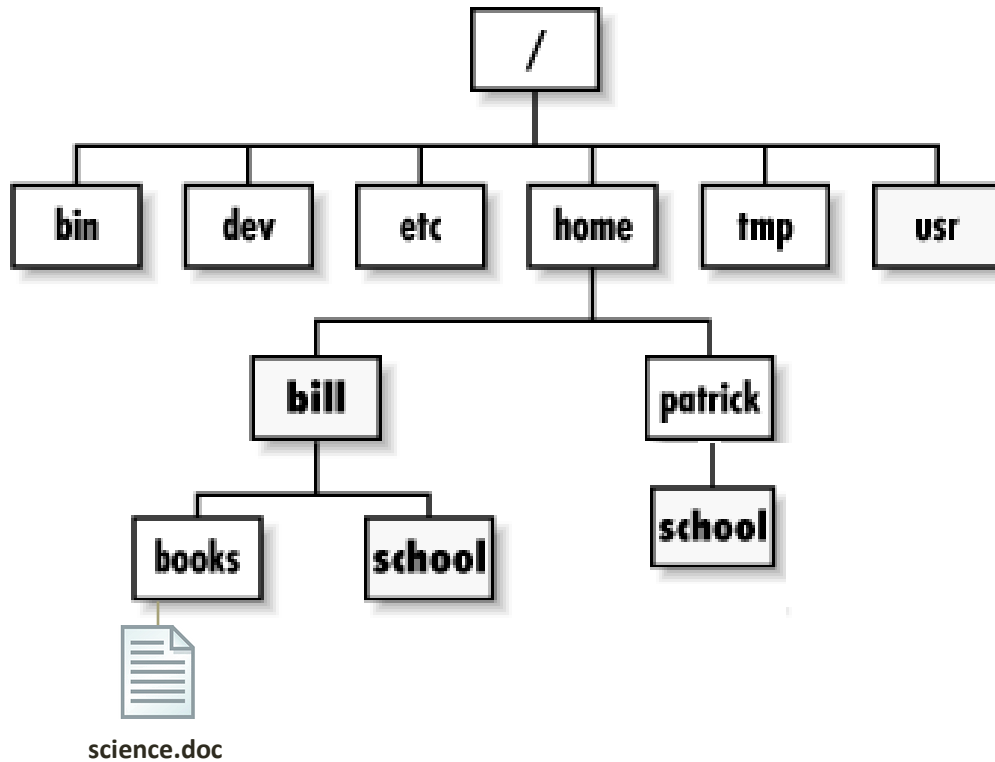 /
bin
dev
etc
home
tmp
usr
bill
patrick
books
school
school
science.doc